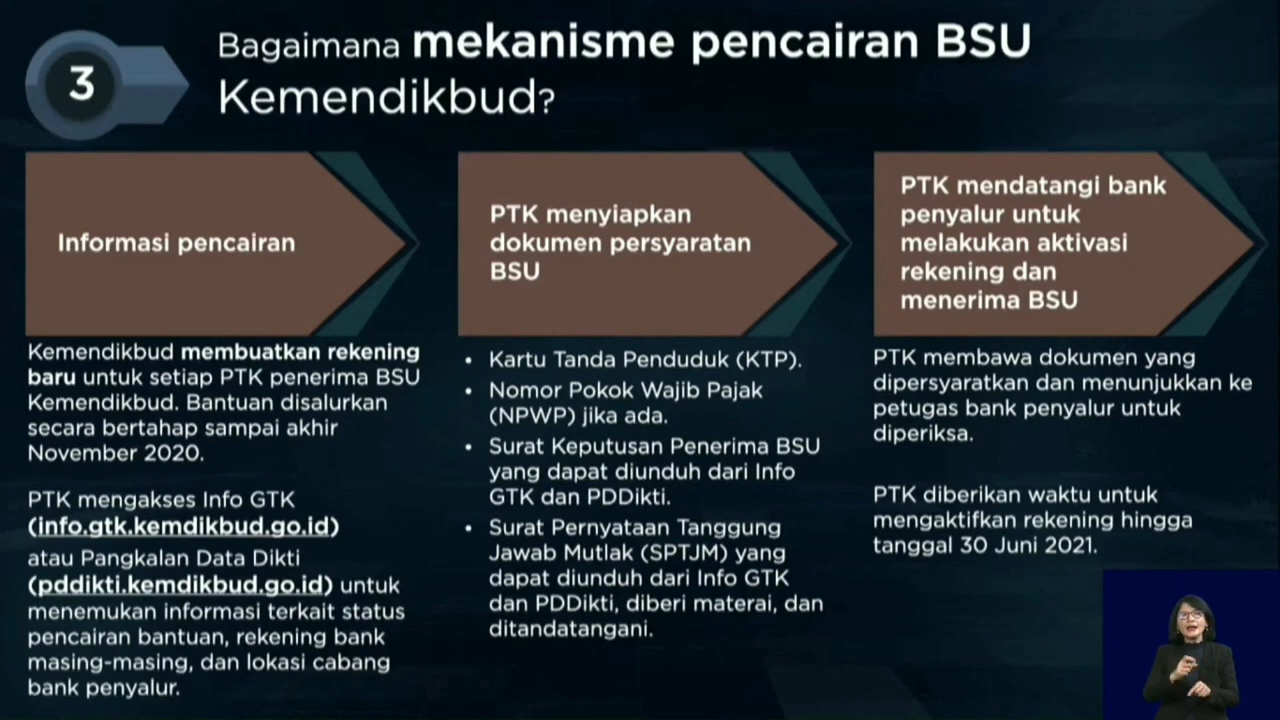 3
Bagaimana mekanisme pencairan BSU
Kemendikbud?
Informasi pencairan
Kemendikbud membuatkan rekening
baru untuk setiap PTK penerima BSU
Kemendikbud. Bantuan disalurkan
secara bertahap sampai akhir
November 2020.
PTK mengakses Info GTK
(info.gtk.kemdikbud.go.id)
atau Pangkalan Data Dikti
(pddikti.kemdikbud.go.id) untuk
menemukan informasi terkait status
pencairan bantuan, rekening bank
masing-masing, dan lokasi cabang
bank penyalur.
PTK menyiapkan
dokumen persyaratan
BSU
• Kartu Tanda Penduduk (KTP).
• Nomor Pokok Wajib Pajak
(NPWP) jika ada.
• Surat Keputusan Penerima BSU
yang dapat diunduh dari Info
GTK dan PDDikti.
• Surat Pernyataan Tanggung
Jawab Mutlak (SPTJM) yang
dapat diunduh dari Info GTK
dan PDDikti, diberi materai, dan
ditandatangani.
PTK mendatangi bank
penyalur untuk
melakukan aktivasi
rekening dan
menerima BSU
PTK membawa dokumen yang
dipersyaratkan dan menunjukkan ke
petugas bank penyalur untuk
diperiksa.
PTK diberikan waktu untuk
mengaktifkan rekening hingga
tanggal 30 Juni 2021.